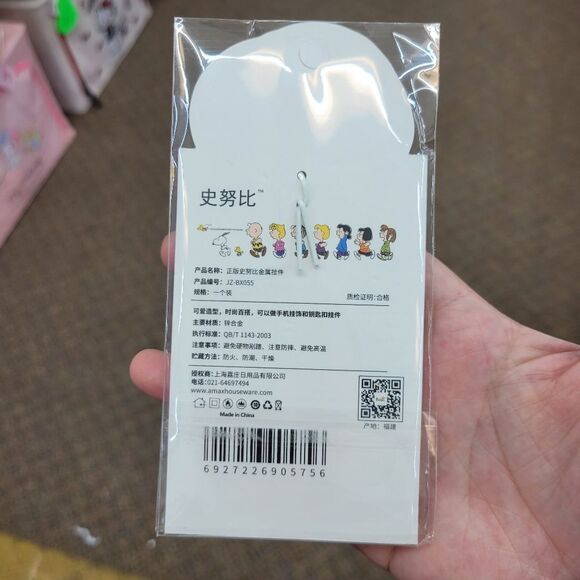 史努比™
产品名称：正版史努比金属挂件
产品编号：JZ-BX055
规格：一个装
质检证明：合格
可爱造型，时尚百搭，可以做手机挂饰和钥匙扣挂件
主要材质：锌合金
执行标准：QB/T 1143-2003
注意事项：避免硬物剐蹭、注意防摔、避免高温
贮藏方法：防火、防潮、干燥
授权商：上海嘉庄日用品有限公司
电话：021-64697494
www.amaxhouseware.com
Made in China
产地：福建
6927226905756